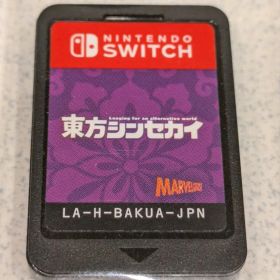 NINTENDO
SWITCH
Longing for an alternative world
東方シンセカイ
MARVELOUS!
LA-H-BAKUA-JPN